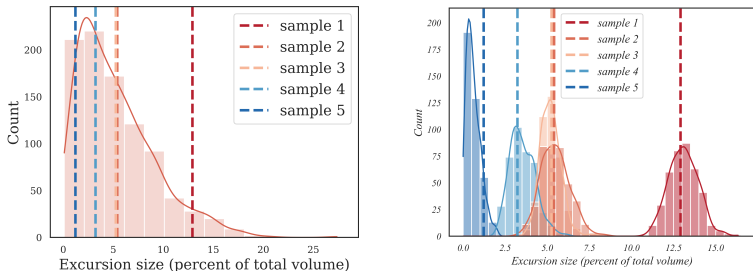 sample 1
sample 2
sample 3
sample 4
sample 5
Count
200
150
100
50
0
0 5 10 15 20 25
Excursion size (percent of total volume)
sample 1
sample 2
sample 3
sample 4
sample 5
Count
200
175
150
125
100
75
50
25
0
0.0 2.5 5.0 7.5 10.0 12.5 15.0
Excursion size (percent of total volume)